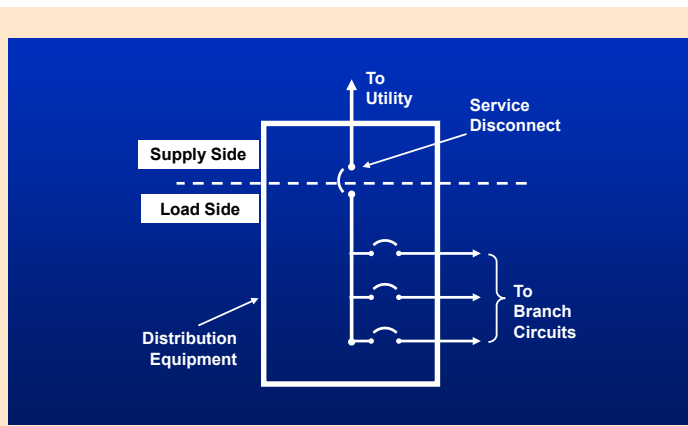 To
Utility
Service
Disconnect
Supply Side
Load Side
To
Branch
Circuits
Distribution
Equipment